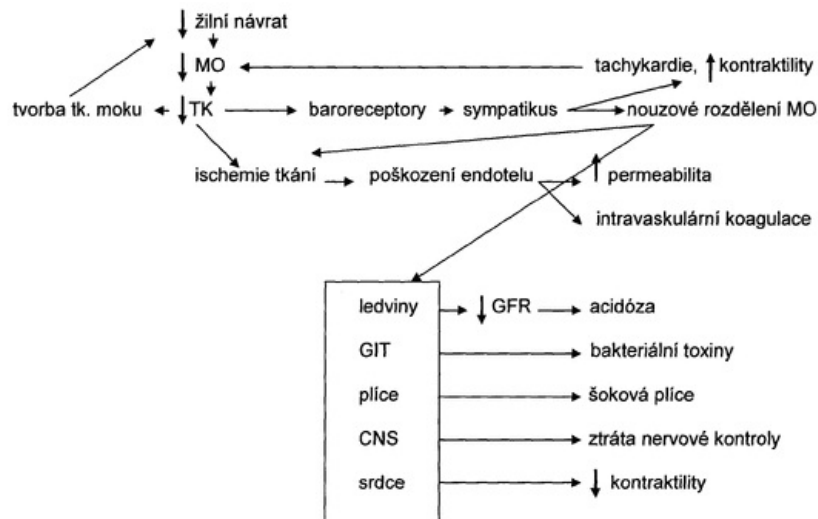 ↓ žilní návrat
↓ MO ← tachykardie, ↑ kontraktility
tvorba tk. moku ← ↓ TK → baroreceptory → sympatikus → nouzové rozdělení MO
ischemie tkání → poškození endotelu → ↑ permeabilita
intravaskulární koagulace
ledviny → ↓ GFR → acidóza
GIT → bakteriální toxiny
plíce → šoková plíce
CNS → ztráta nervové kontroly
srdce → ↓ kontraktility